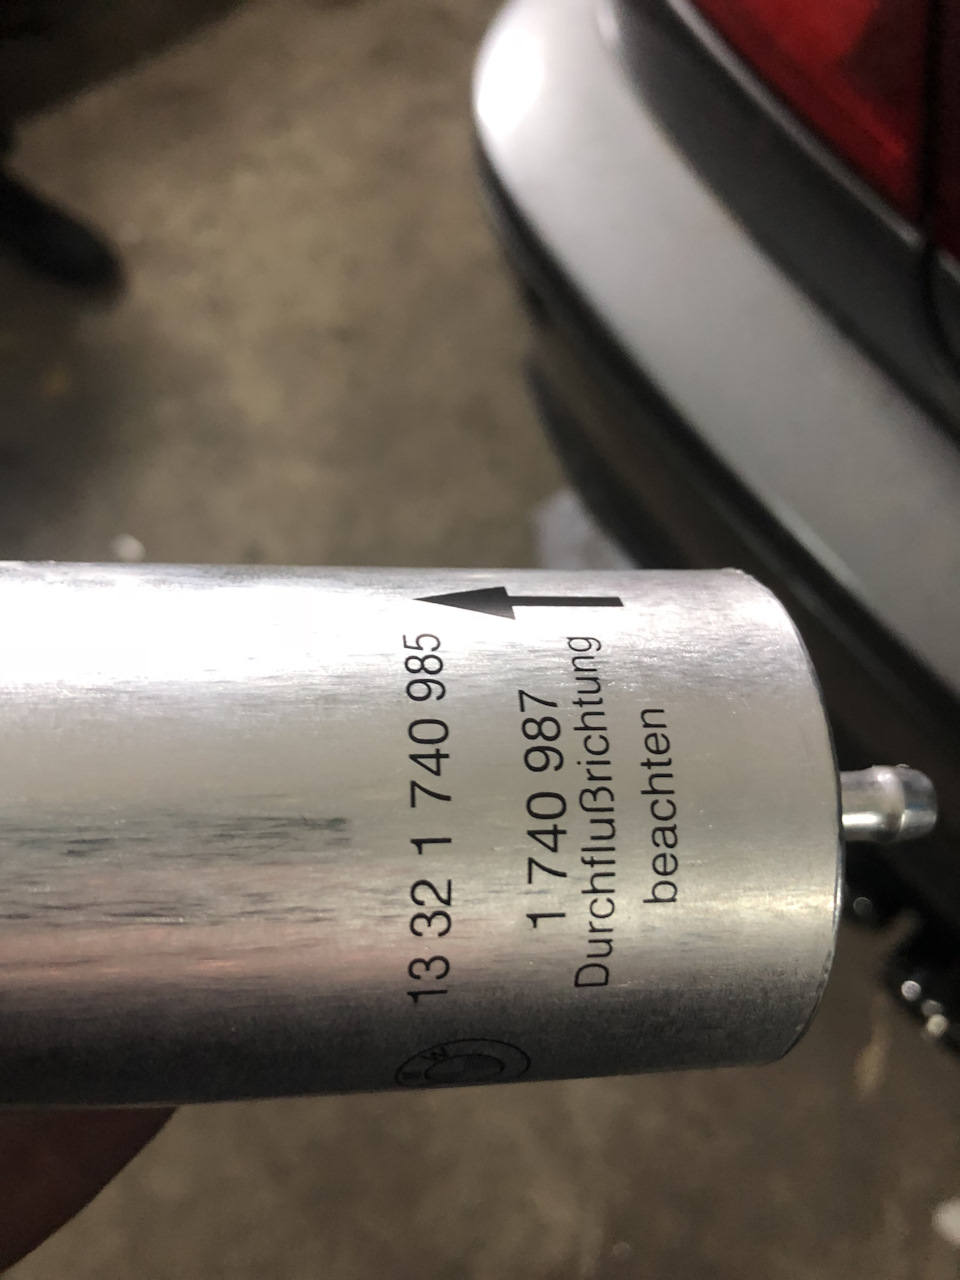 13 32 1 740 985
1 740 987
Durchflußrichtung
beachten